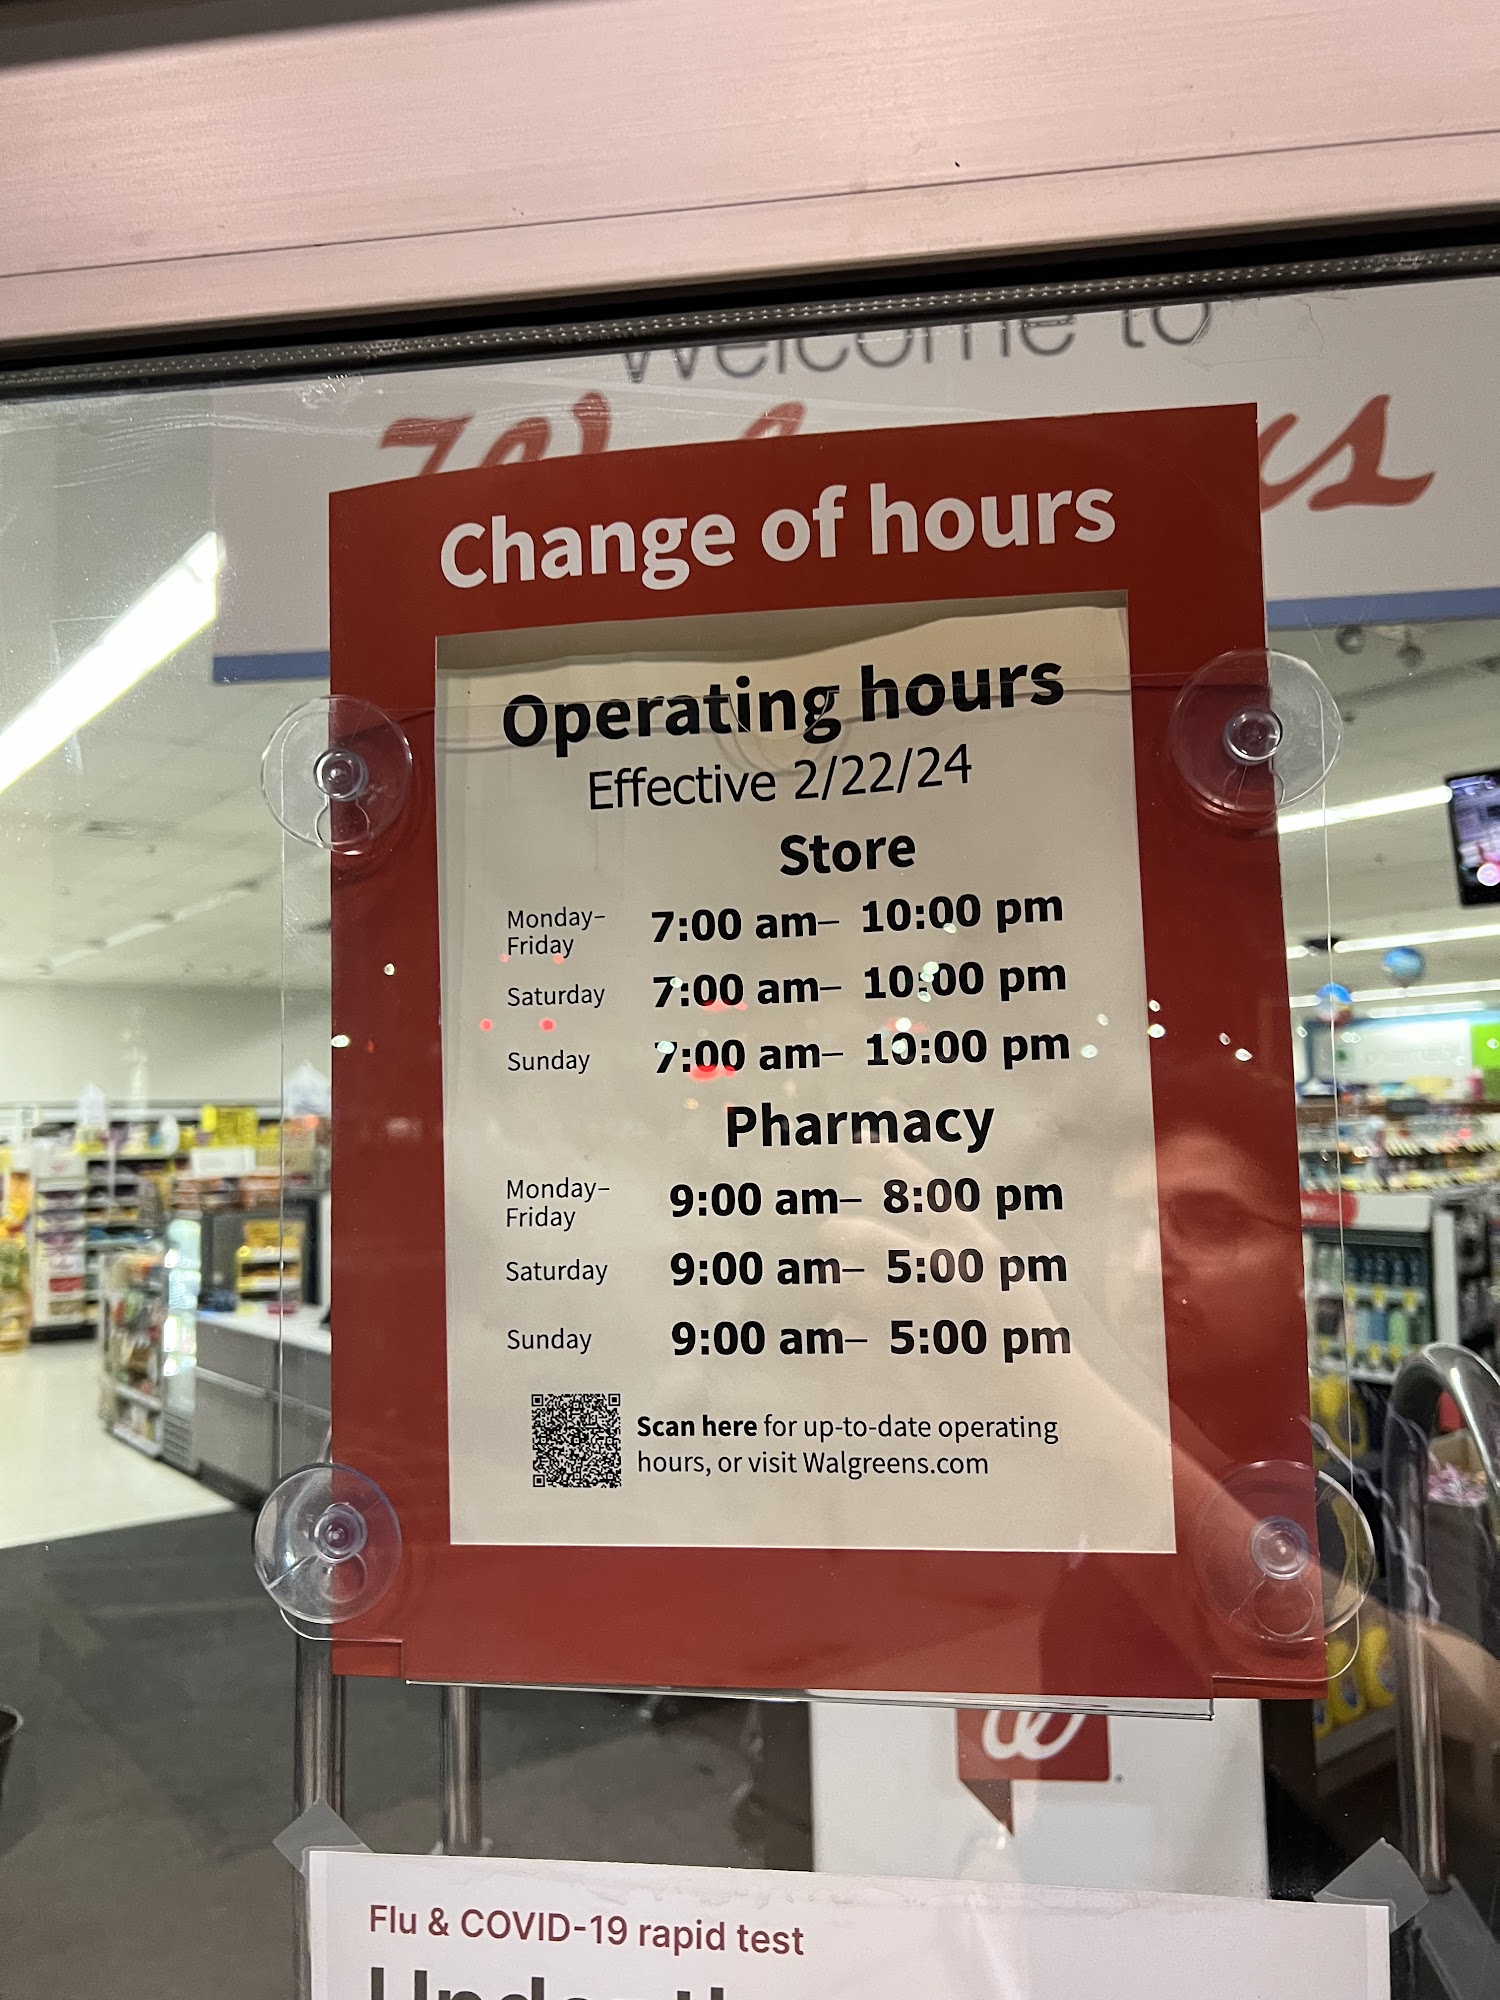 Welcome to
Change of hours
Operating hours
Effective 2/22/24
Store
Monday–
Friday
7:00 am– 10:00 pm
Saturday 7:00 am– 10:00 pm
Sunday 7:00 am– 10:00 pm
Pharmacy
Monday–
Friday
9:00 am– 8:00 pm
Saturday 9:00 am– 5:00 pm
Sunday 9:00 am– 5:00 pm
Scan here for up-to-date operating
hours, or visit Walgreens.com
Flu & COVID-19 rapid test